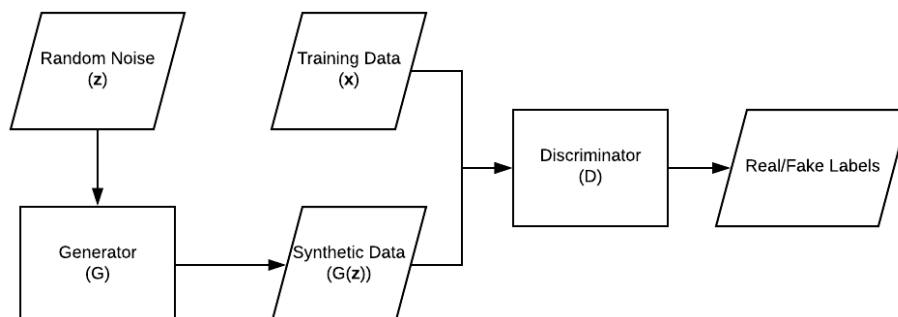 Random Noise
(z)
Training Data
(x)
Discriminator
(D)
Real/Fake Labels
Generator
(G)
Synthetic Data
(G(z))